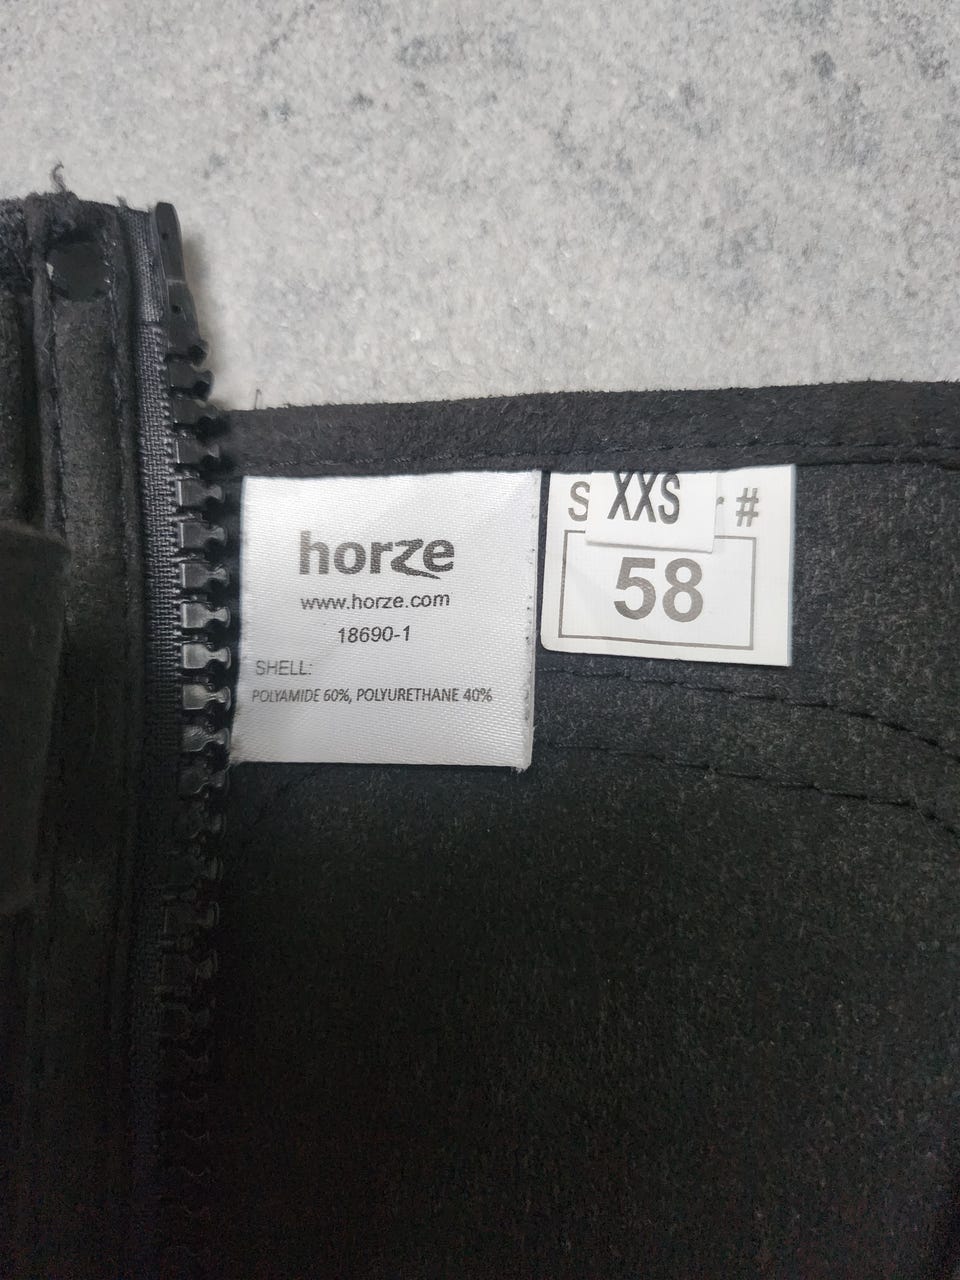 horze
www.horze.com
18690-1
SHELL:
POLYAMIDE 60%, POLYURETHANE 40%
XXS
#
58